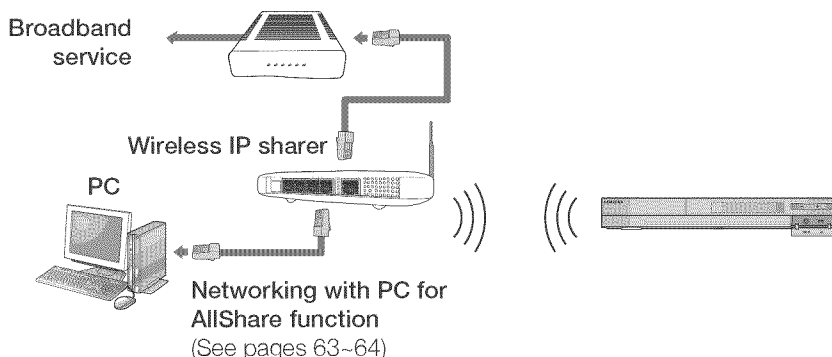 Broadband
service
Wireless IP sharer
PC
Networking with PC for
AllShare function
(See pages 63~64)